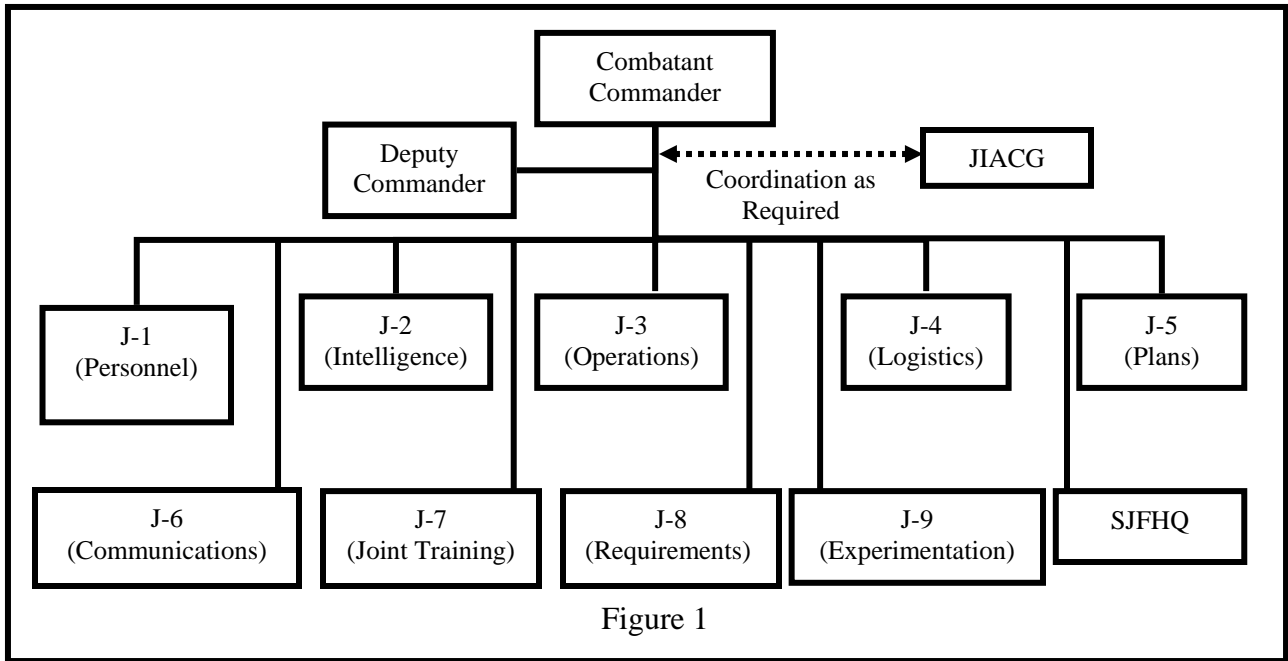 Combatant
Commander
Deputy
Commander
JIACG
Coordination as
Required
J-1
(Personnel)
J-2
(Intelligence)
J-3
(Operations)
J-4
(Logistics)
J-5
(Plans)
J-6
(Communications)
J-7
(Joint Training)
J-8
(Requirements)
J-9
(Experimentation)
SJFHQ
Figure 1